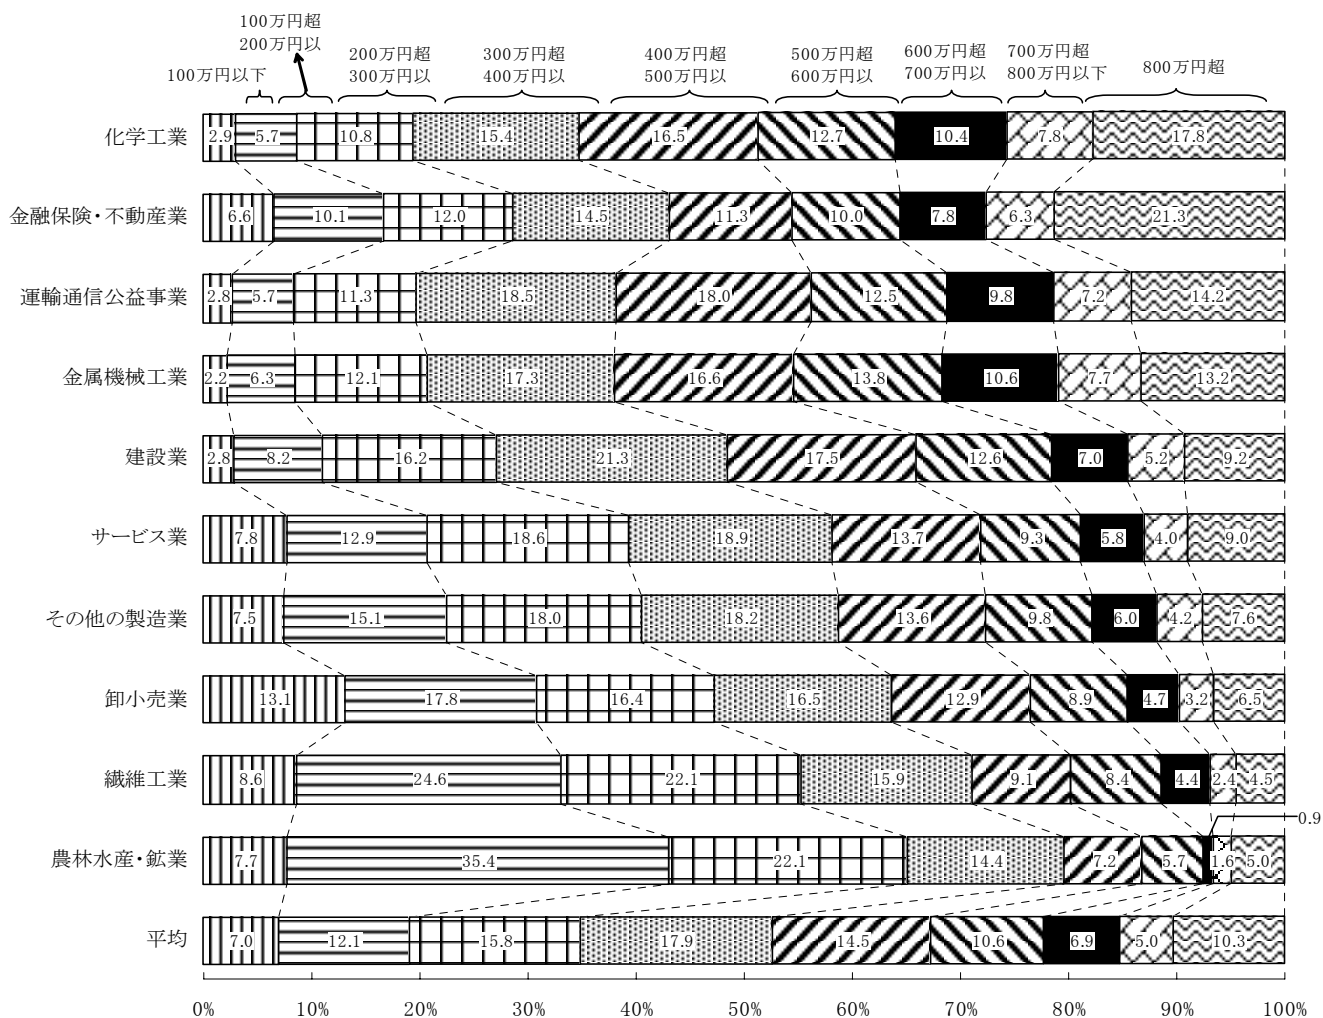 100万円超
200万円以
100万円以下
200万円超
300万円以
300万円超
400万円以
400万円超
500万円以
500万円超
600万円以
600万円超
700万円以
700万円超
800万円以下
800万円超
化学工業 2.9 5.7 10.8 15.4 16.5 12.7 10.4 7.8 17.8
金融保険・不動産業 6.6 10.1 12.0 14.5 11.3 10.0 7.8 6.3 21.3
運輸通信公益事業 2.8 5.7 11.3 18.5 18.0 12.5 9.8 7.2 14.2
金属機械工業 2.2 6.3 12.1 17.3 16.6 13.8 10.6 7.7 13.2
建設業 2.8 8.2 16.2 21.3 17.5 12.6 7.0 5.2 9.2
サービス業 7.8 12.9 18.6 18.9 13.7 9.3 5.8 4.0 9.0
その他の製造業 7.5 15.1 18.0 18.2 13.6 9.8 6.0 4.2 7.6
卸小売業 13.1 17.8 16.4 16.5 12.9 8.9 4.7 3.2 6.5
繊維工業 8.6 24.6 22.1 15.9 9.1 8.4 4.4 2.4 4.5
0.9
農林水産・鉱業 7.7 35.4 22.1 14.4 7.2 5.7 1.6 5.0
平均 7.0 12.1 15.8 17.9 14.5 10.6 6.9 5.0 10.3
0% 10% 20% 30% 40% 50% 60% 70% 80% 90% 100%